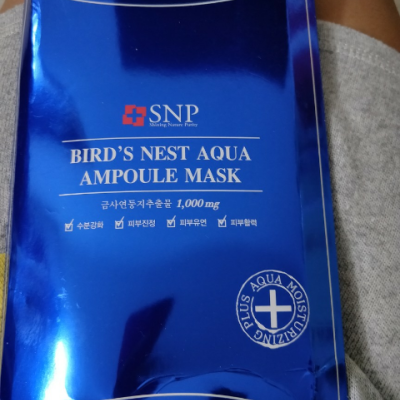 SNP
BIRD'S NEST AQUA
AMPOULE MASK
금사연둥지추출물 1,000mg
수분강화 피부진정 피부유연 피부활력
AQUA MOISTURIZING PLUS